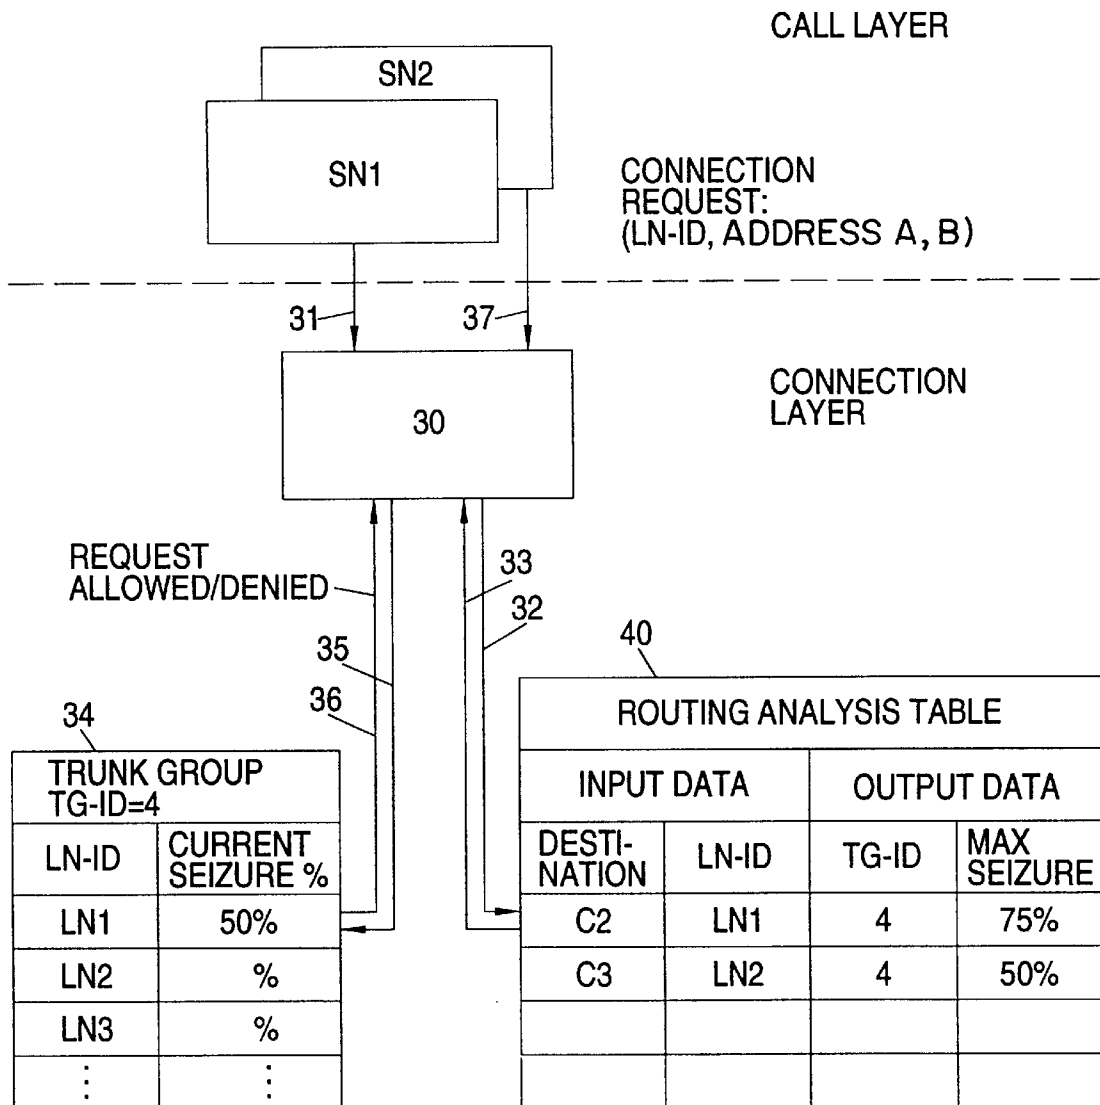 CALL LAYER
SN2
SN1
CONNECTION
REQUEST:
(LN-ID, ADDRESS A, B)
31
37
30
CONNECTION
LAYER
REQUEST
ALLOWED/DENIED
33
32
35
36
34
40
TRUNK GROUP
TG-ID=4
LN-ID
CURRENT
SEIZURE %
LN1 50%
LN2 %
LN3 %
⋮ ⋮
ROUTING ANALYSIS TABLE
INPUT DATA OUTPUT DATA
DESTI-
NATION
LN-ID
TG-ID
MAX
SEIZURE
C2 LN1 4 75%
C3 LN2 4 50%